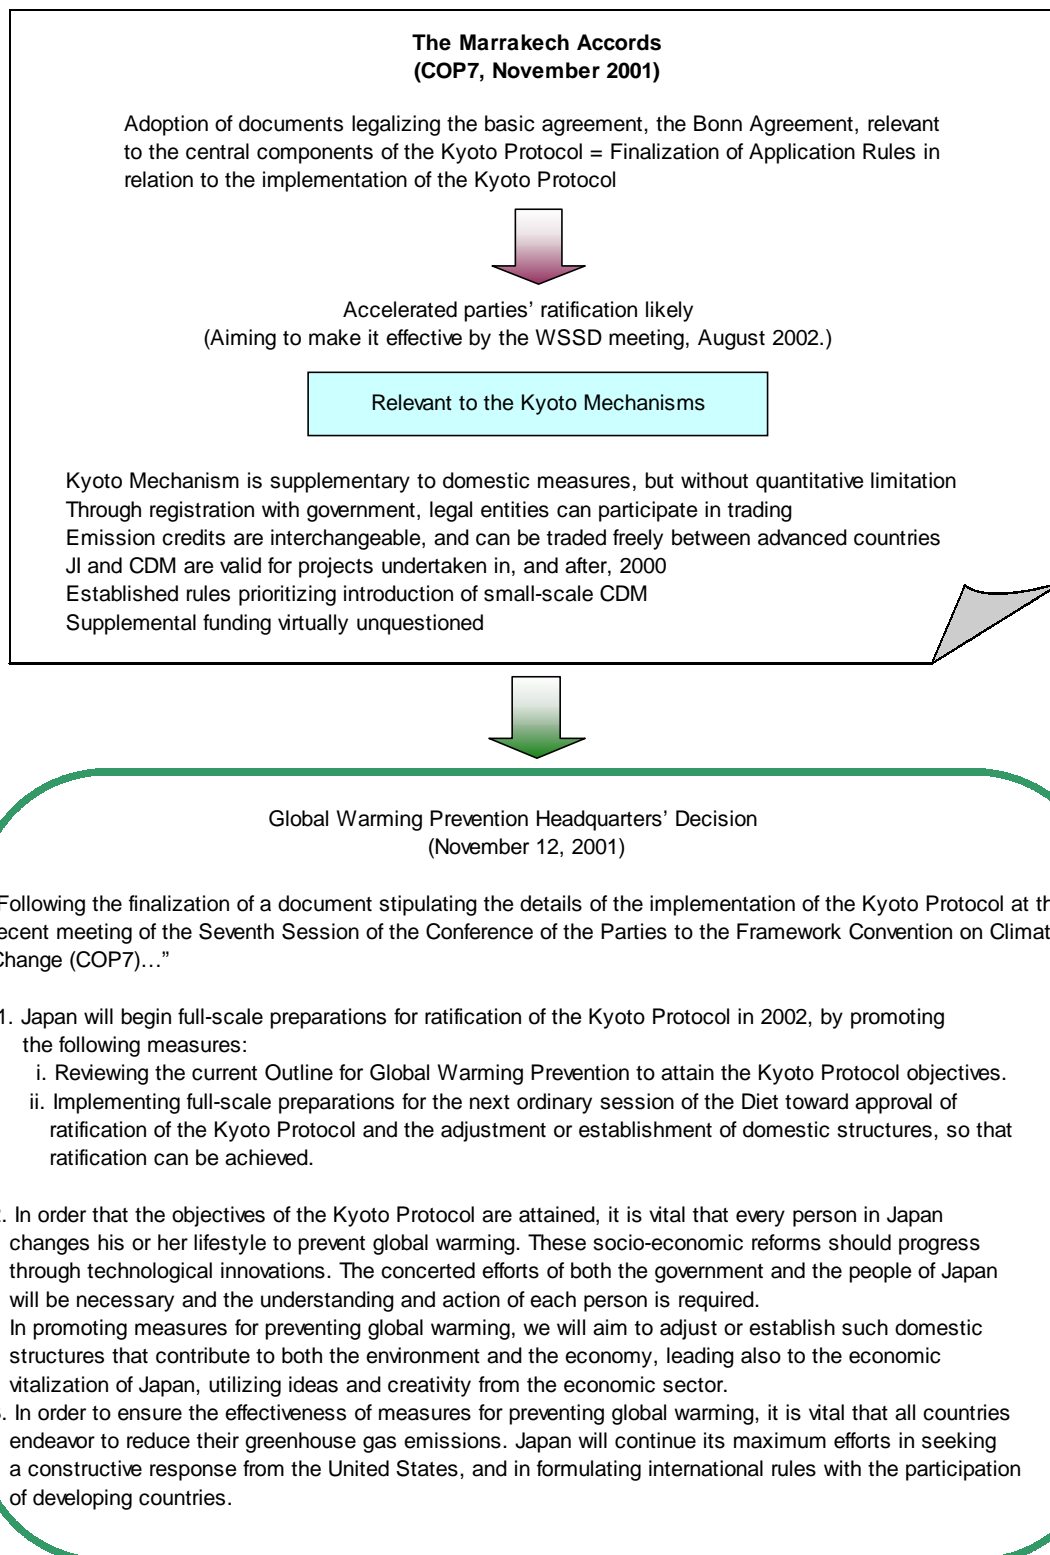 The Marrakech Accords
(COP7, November 2001)
Adoption of documents legalizing the basic agreement, the Bonn Agreement, relevant
to the central components of the Kyoto Protocol = Finalization of Application Rules in
relation to the implementation of the Kyoto Protocol
Accelerated parties’ ratification likely
(Aiming to make it effective by the WSSD meeting, August 2002.)
Relevant to the Kyoto Mechanisms
Kyoto Mechanism is supplementary to domestic measures, but without quantitative limitation
Through registration with government, legal entities can participate in trading
Emission credits are interchangeable, and can be traded freely between advanced countries
JI and CDM are valid for projects undertaken in, and after, 2000
Established rules prioritizing introduction of small-scale CDM
Supplemental funding virtually unquestioned
Global Warming Prevention Headquarters’ Decision
(November 12, 2001)
Following the finalization of a document stipulating the details of the implementation of the Kyoto Protocol at th
ecent meeting of the Seventh Session of the Conference of the Parties to the Framework Convention on Climat
Change (COP7)…”
1. Japan will begin full-scale preparations for ratification of the Kyoto Protocol in 2002, by promoting
the following measures:
i. Reviewing the current Outline for Global Warming Prevention to attain the Kyoto Protocol objectives.
ii. Implementing full-scale preparations for the next ordinary session of the Diet toward approval of
ratification of the Kyoto Protocol and the adjustment or establishment of domestic structures, so that
ratification can be achieved.
. In order that the objectives of the Kyoto Protocol are attained, it is vital that every person in Japan
changes his or her lifestyle to prevent global warming. These socio-economic reforms should progress
through technological innovations. The concerted efforts of both the government and the people of Japan
will be necessary and the understanding and action of each person is required.
In promoting measures for preventing global warming, we will aim to adjust or establish such domestic
structures that contribute to both the environment and the economy, leading also to the economic
vitalization of Japan, utilizing ideas and creativity from the economic sector.
. In order to ensure the effectiveness of measures for preventing global warming, it is vital that all countries
endeavor to reduce their greenhouse gas emissions. Japan will continue its maximum efforts in seeking
a constructive response from the United States, and in formulating international rules with the participation
of developing countries.